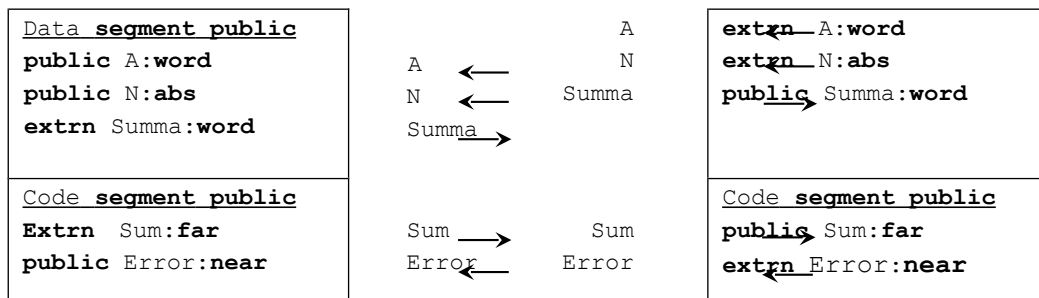 Data segment public
public A:word
public N:abs
extrn Summa:word
Code segment public
Extrn Sum:far
public Error:near
A
N
Summa
Sum
Error
A
N
Summa
Sum
Error
extrn A:word
extrn N:abs
public Summa:word
Code segment public
public Sum:far
extrn Error:near